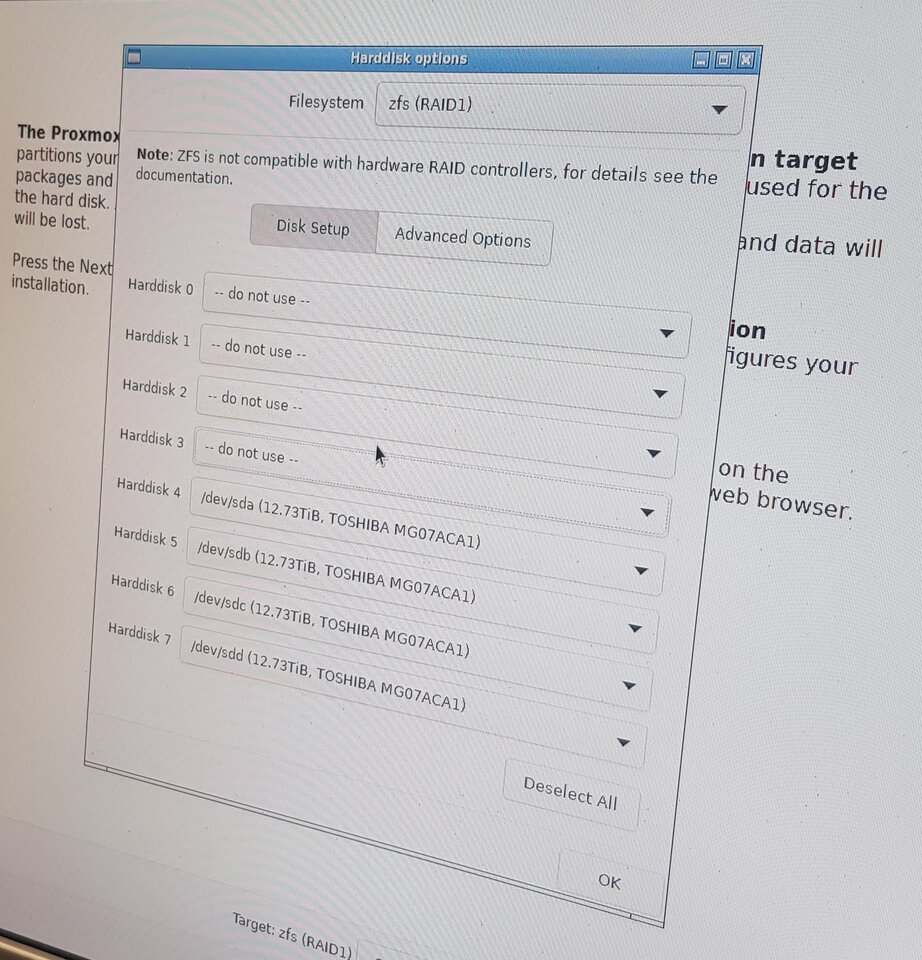 Harddisk options
Filesystem
zfs (RAID1)
Note: ZFS is not compatible with hardware RAID controllers, for details see the
documentation.
Disk Setup
Advanced Options
Harddisk 0
-- do not use --
Harddisk 1
-- do not use --
Harddisk 2
-- do not use --
Harddisk 3
-- do not use --
Harddisk 4
/dev/sda (12.73TiB, TOSHIBA MG07ACA1)
Harddisk 5
/dev/sdb (12.73TiB, TOSHIBA MG07ACA1)
Harddisk 6
/dev/sdc (12.73TiB, TOSHIBA MG07ACA1)
Harddisk 7
/dev/sdd (12.73TiB, TOSHIBA MG07ACA1)
Deselect All
OK
The Proxmox
partitions your
packages and
the hard disk.
will be lost.
Press the Next
installation.
n target
used for the
and data will
ion
figures your
on the
web browser.
Target: zfs (RAID1)